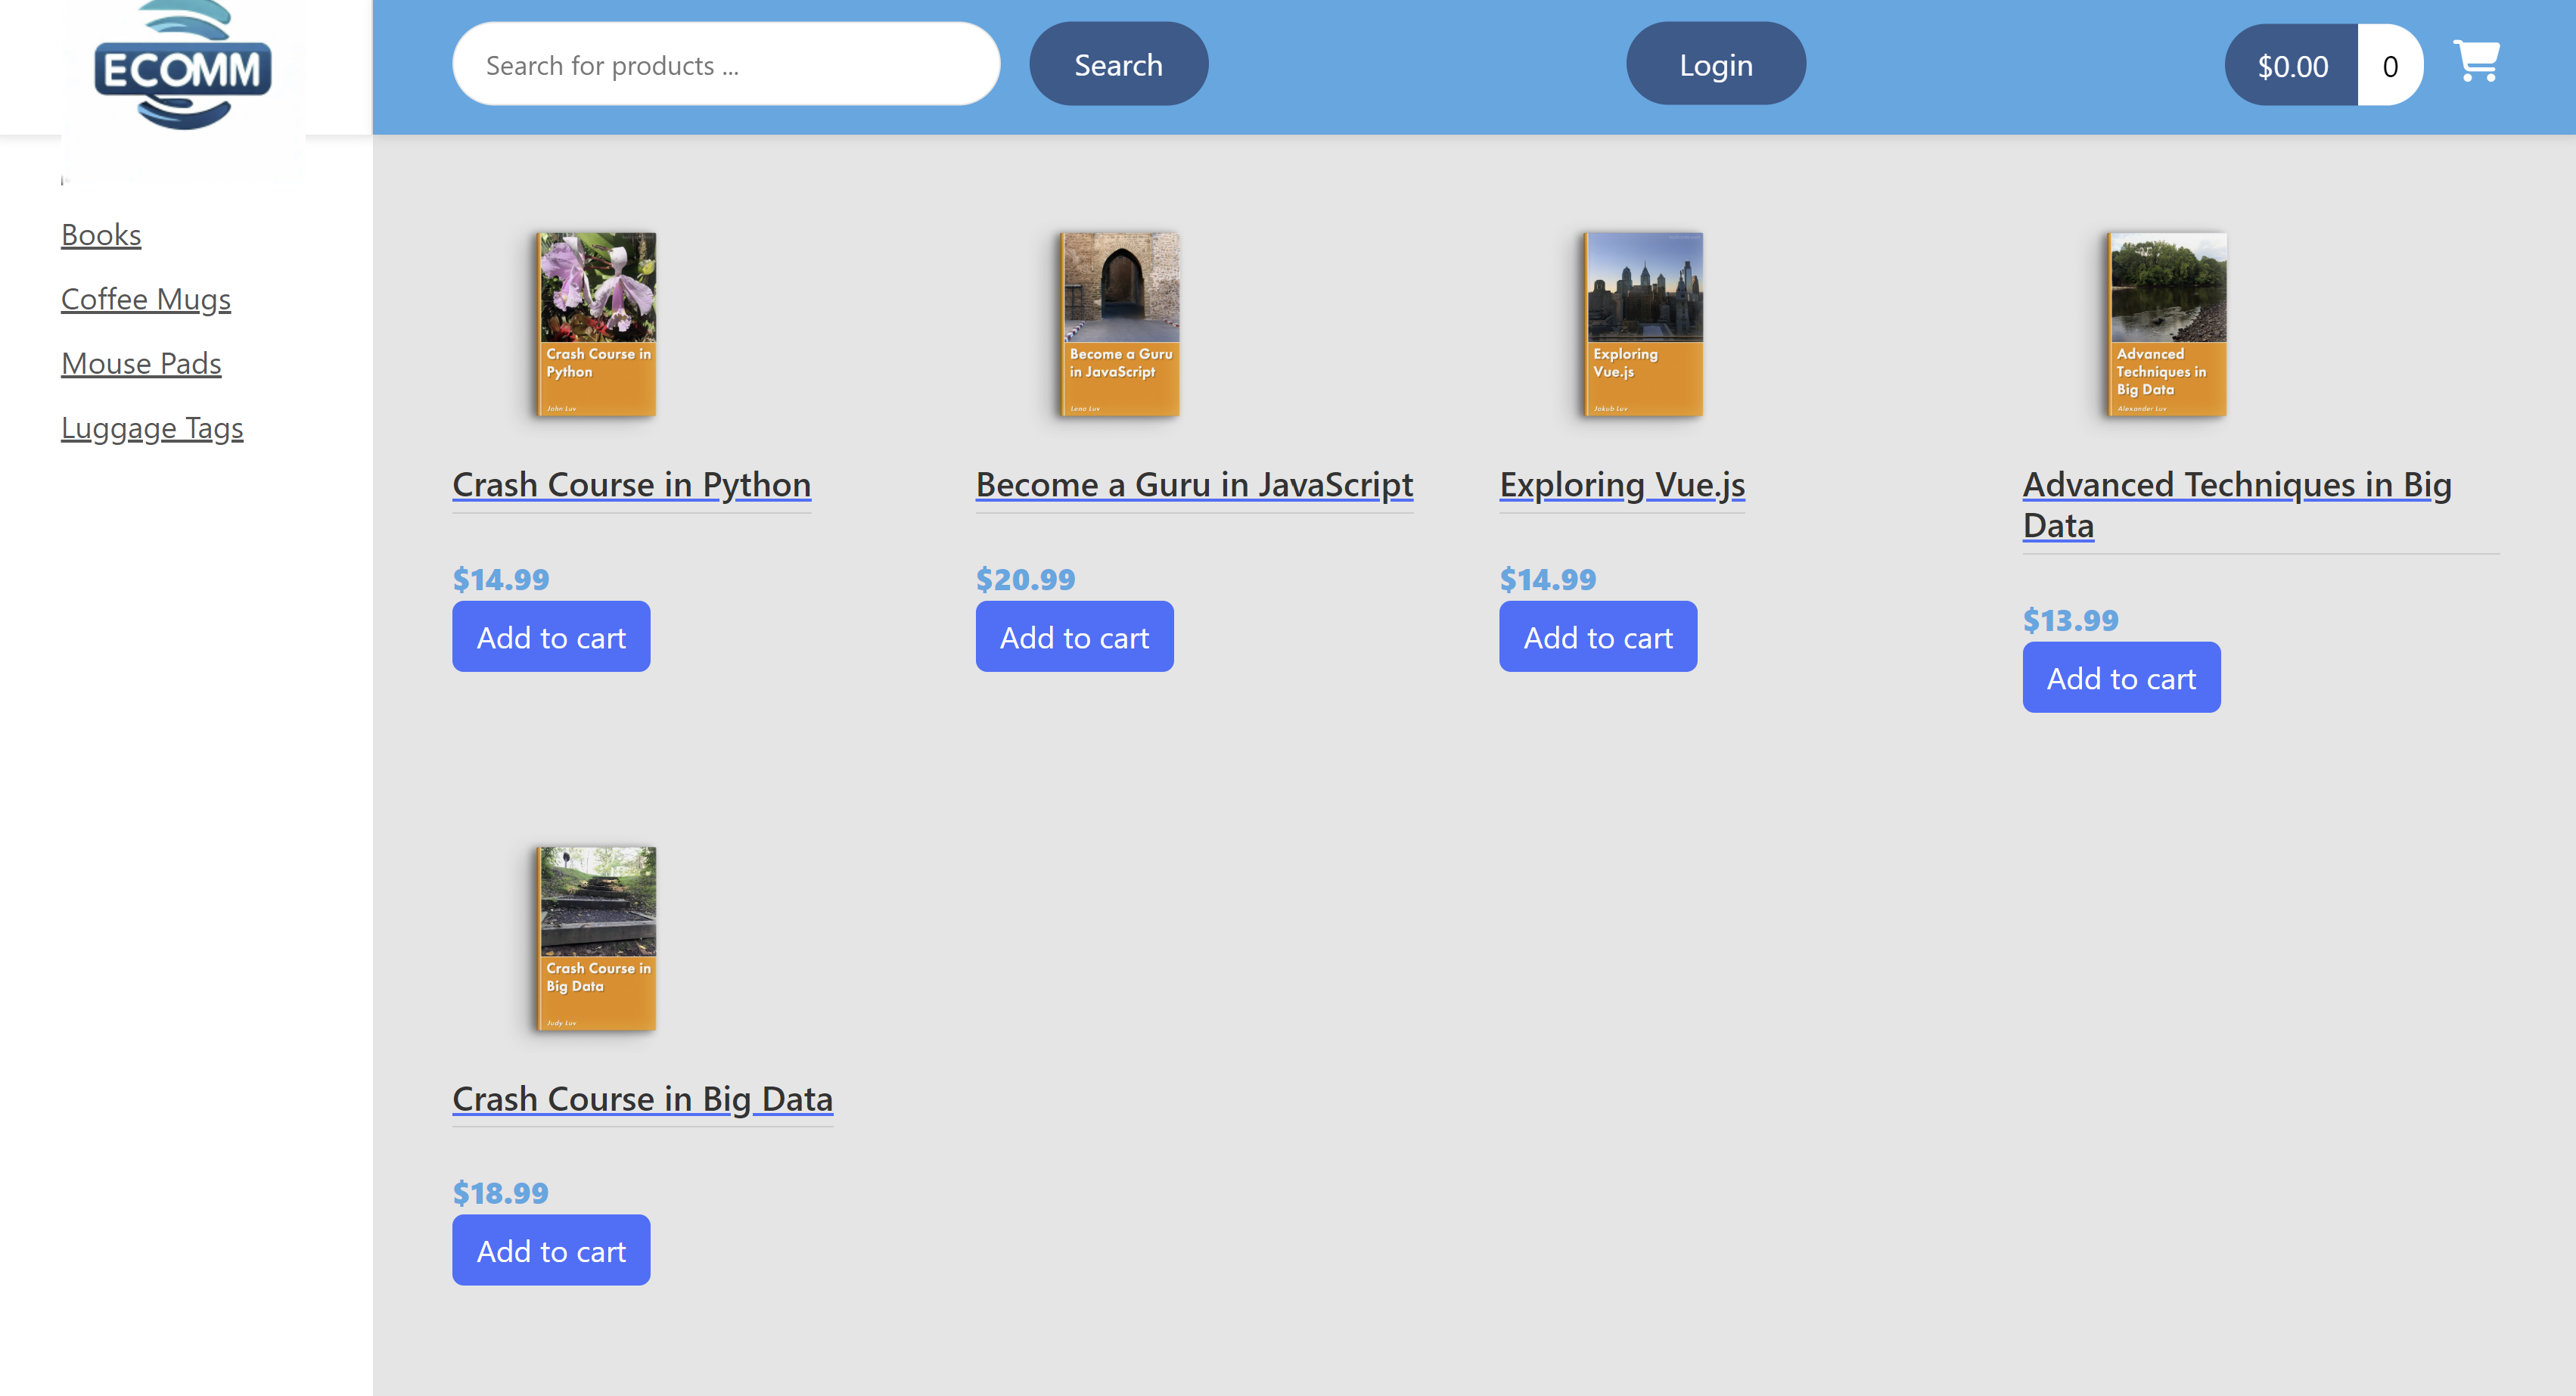 ECOMM
Search for products ...
Search
Login
$0.00
0
Books
Coffee Mugs
Mouse Pads
Luggage Tags
Crash Course in
Python
John Luv
Become a Guru
in JavaScript
Lena Luv
Exploring
Vue.js
Jakub Luv
Advanced
Techniques in
Big Data
Alexander Luv
Crash Course in Python
Become a Guru in JavaScript
Exploring Vue.js
Advanced Techniques in Big
Data
$14.99
$20.99
$14.99
$13.99
Add to cart
Add to cart
Add to cart
Add to cart
Crash Course in
Big Data
Judy Luv
Crash Course in Big Data
$18.99
Add to cart